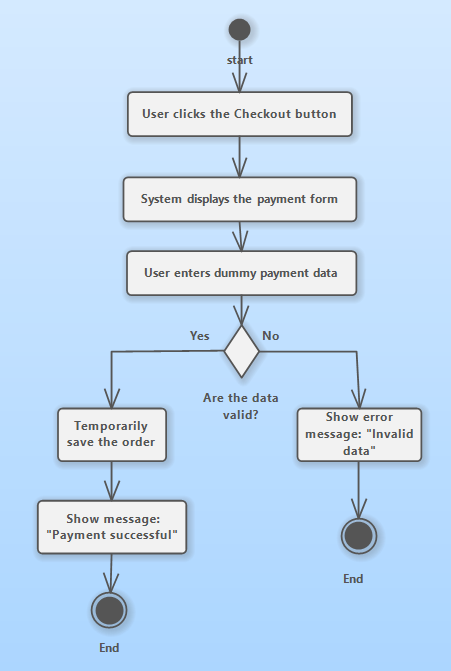 start
User clicks the Checkout button
System displays the payment form
User enters dummy payment data
Yes
No
Are the data
valid?
Temporarily
save the order
Show error
message: "Invalid
data"
Show message:
"Payment successful"
End
End